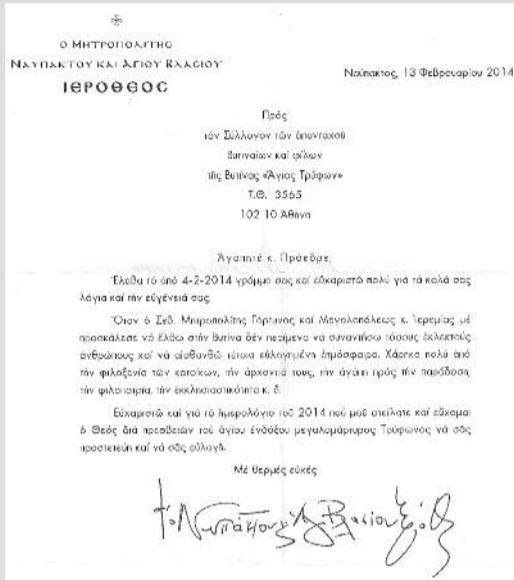 Ο ΜΗΤΡΟΠΟΛΙΤΗΣ
ΝΑΥΠΑΚΤΟΥ ΚΑΙ ΑΓΙΟΥ ΒΛΑΣΙΟΥ
ΙΕΡΟΘΕΟΣ
Ναύπακτος, 13 Φεβρουαρίου 2014
Πρός
τόν Σύλλογον τῶν ἁπανταχοῦ
Βυτιναίων καί φίλων
τῆς Βυτίνας «Ἅγιος Τρύφων»
Τ.Θ. 3565
102 10 Ἀθήνα
Ἀγαπητέ κ. Πρόεδρε,
Ἔλαβα τό ἀπό 4-2-2014 γράμμα σας καί εὐχαριστῶ πολύ γιά τά καλά σας
λόγια καί τήν εὐγένειά σας.
Ὅταν ὁ Σεβ. Μητροπολίτης Γόρτυνος καί Μεγαλοπόλεως κ. Ἱερεμίας μέ
προσκάλεσε νά ἔλθω στήν Βυτίνα δέν περίμενα νά συναντήσω τόσους ἐκλεκτούς
ἀνθρώπους καί νά αἰσθανθῶ τέτοια εὐλογημένη ἀτμόσφαιρα. Χάρηκα πολύ ἀπό
τήν φιλοξενία τῶν κατοίκων, τήν ἀρχοντιά τους, τήν ἀγάπη πρός τήν παράδοση,
τήν φιλοπατρία, τήν ἐκκλησιαστικότητα κ. ἄ.
Εὐχαριστῶ καί γιά τό ἡμερολόγιο τοῦ 2014 πού μοῦ στείλατε καί εὔχομαι
ὁ Θεός διά πρεσβειῶν τοῦ ἁγίου ἐνδόξου μεγαλομάρτυρος Τρύφωνος νά σᾶς
προστατεύη καί νά σᾶς εὐλογῆ.
Μέ θερμές εὐχές